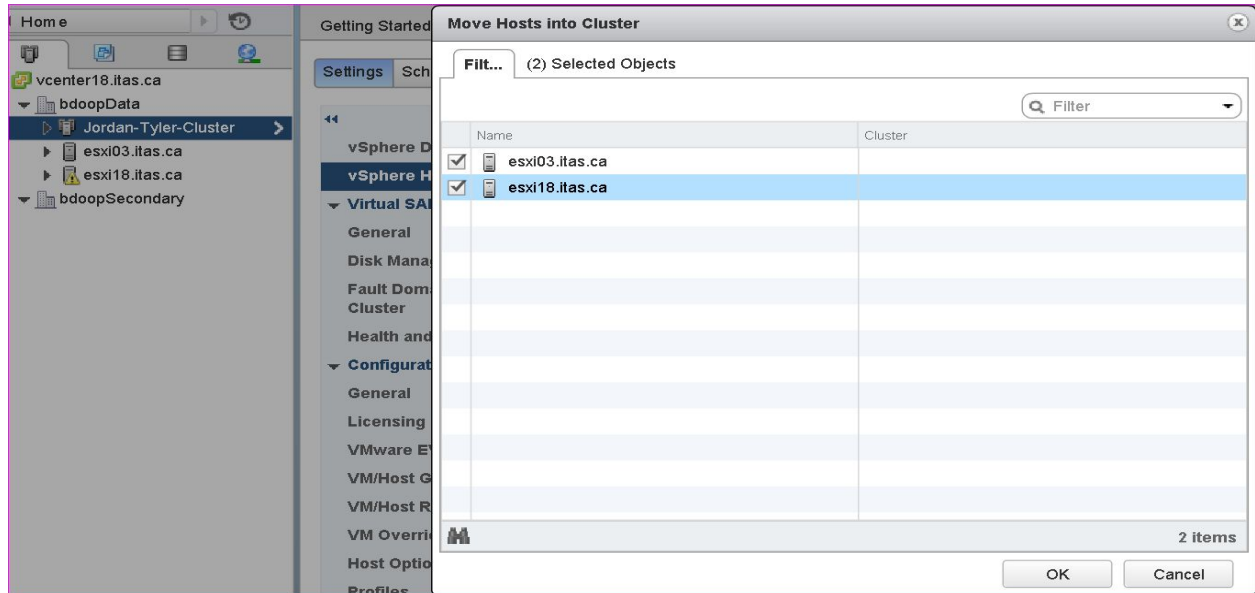 Home
vcenter18.itas.ca
bdoopData
Jordan-Tyler-Cluster
esxi03.itas.ca
esxi18.itas.ca
bdoopSecondary
Getting Started
Settings Sch
vSphere D
vSphere H
Virtual SA
General
Disk Mana
Fault Dom
Cluster
Health and
Configurat
General
Licensing
VMware E
VM/Host G
VM/Host R
VM Overri
Host Optio
Profiles
Move Hosts into Cluster
Filt... (2) Selected Objects
Filter
Name Cluster
esxi03.itas.ca
esxi18.itas.ca
2 items
OK Cancel